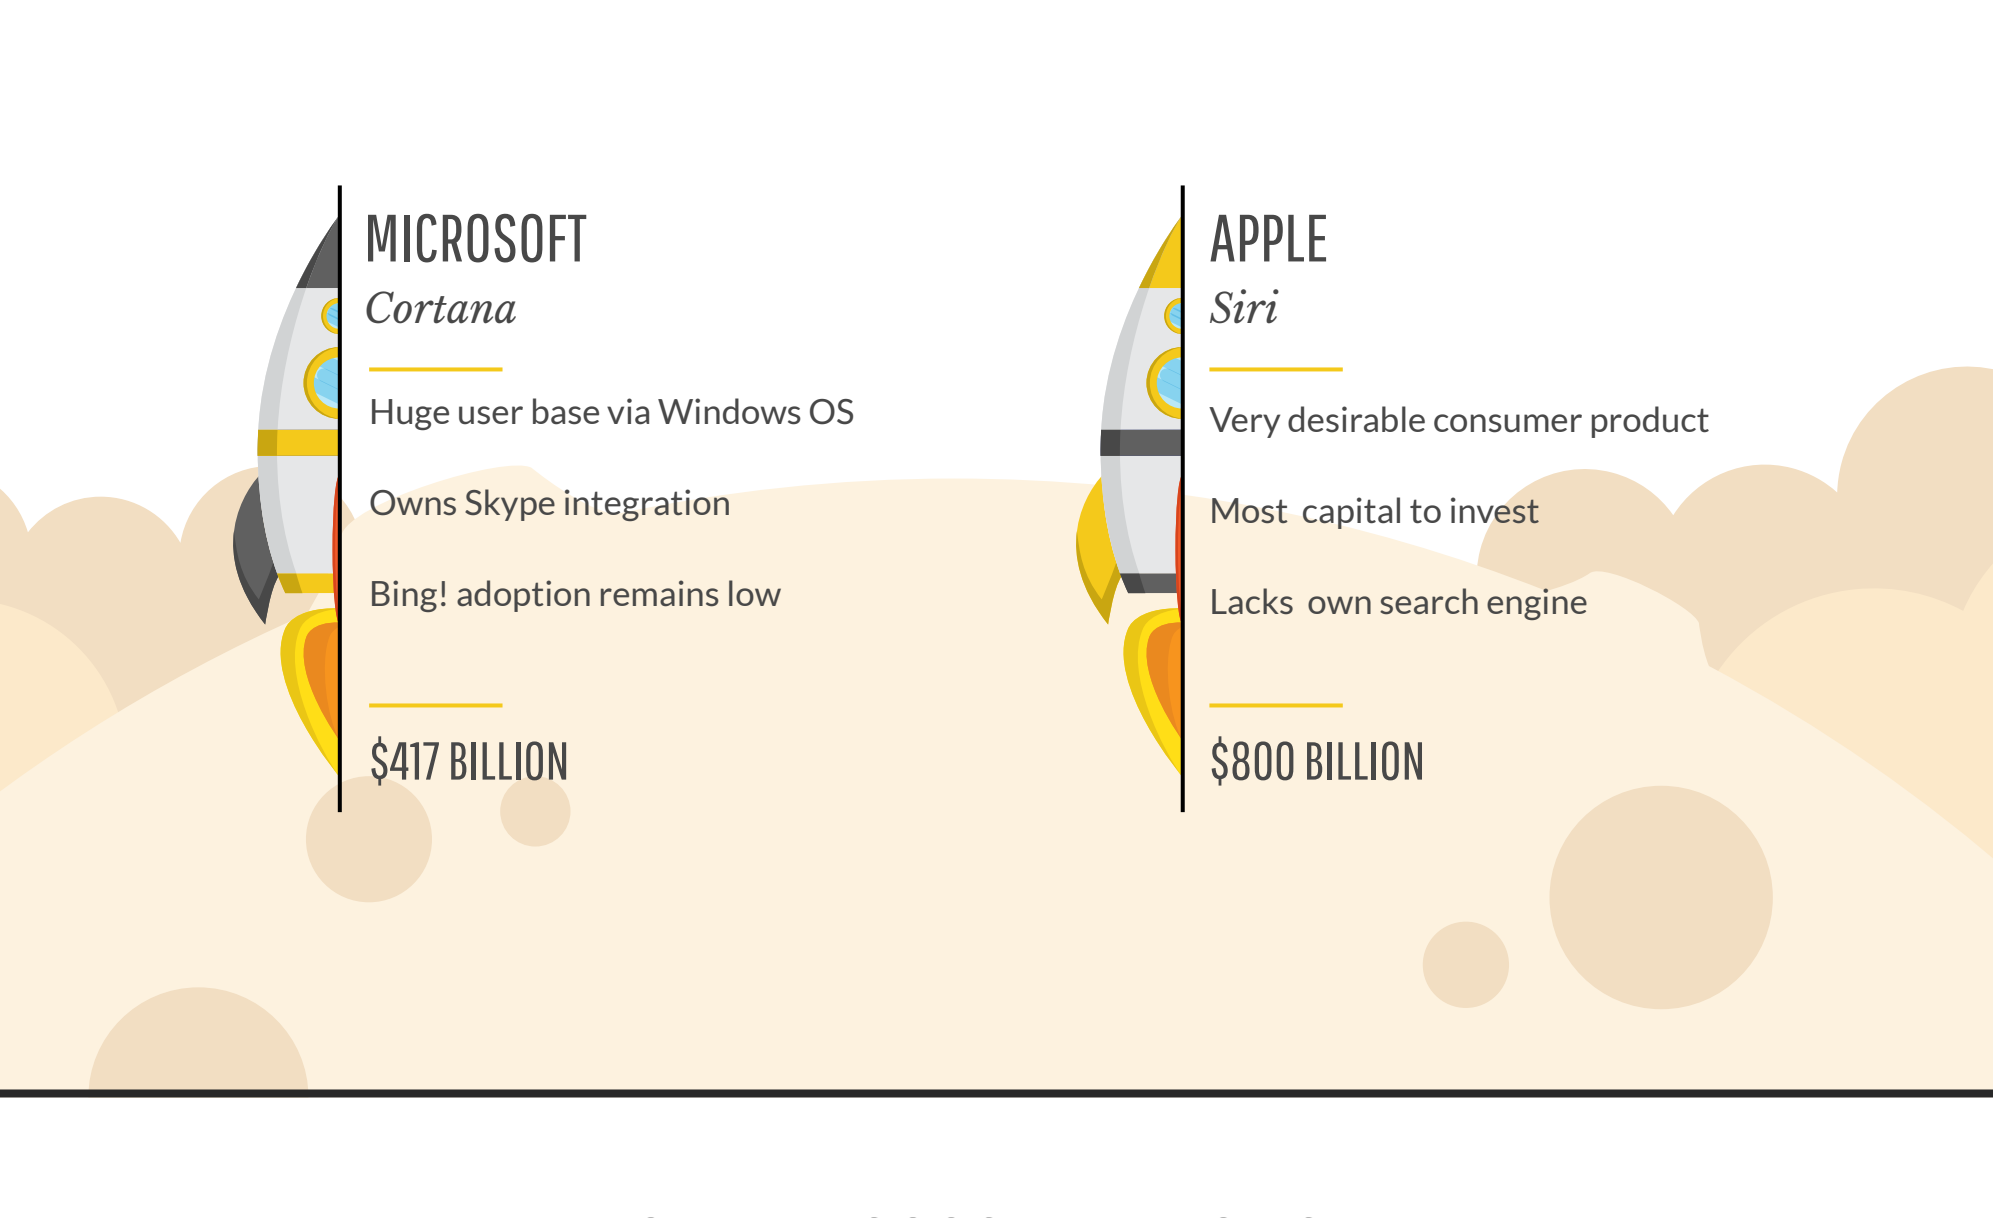 MICROSOFT
Cortana
Huge user base via Windows OS
Owns Skype integration
Bing! adoption remains low
$417 BILLION
APPLE
Siri
Very desirable consumer product
Most capital to invest
Lacks own search engine
$800 BILLION